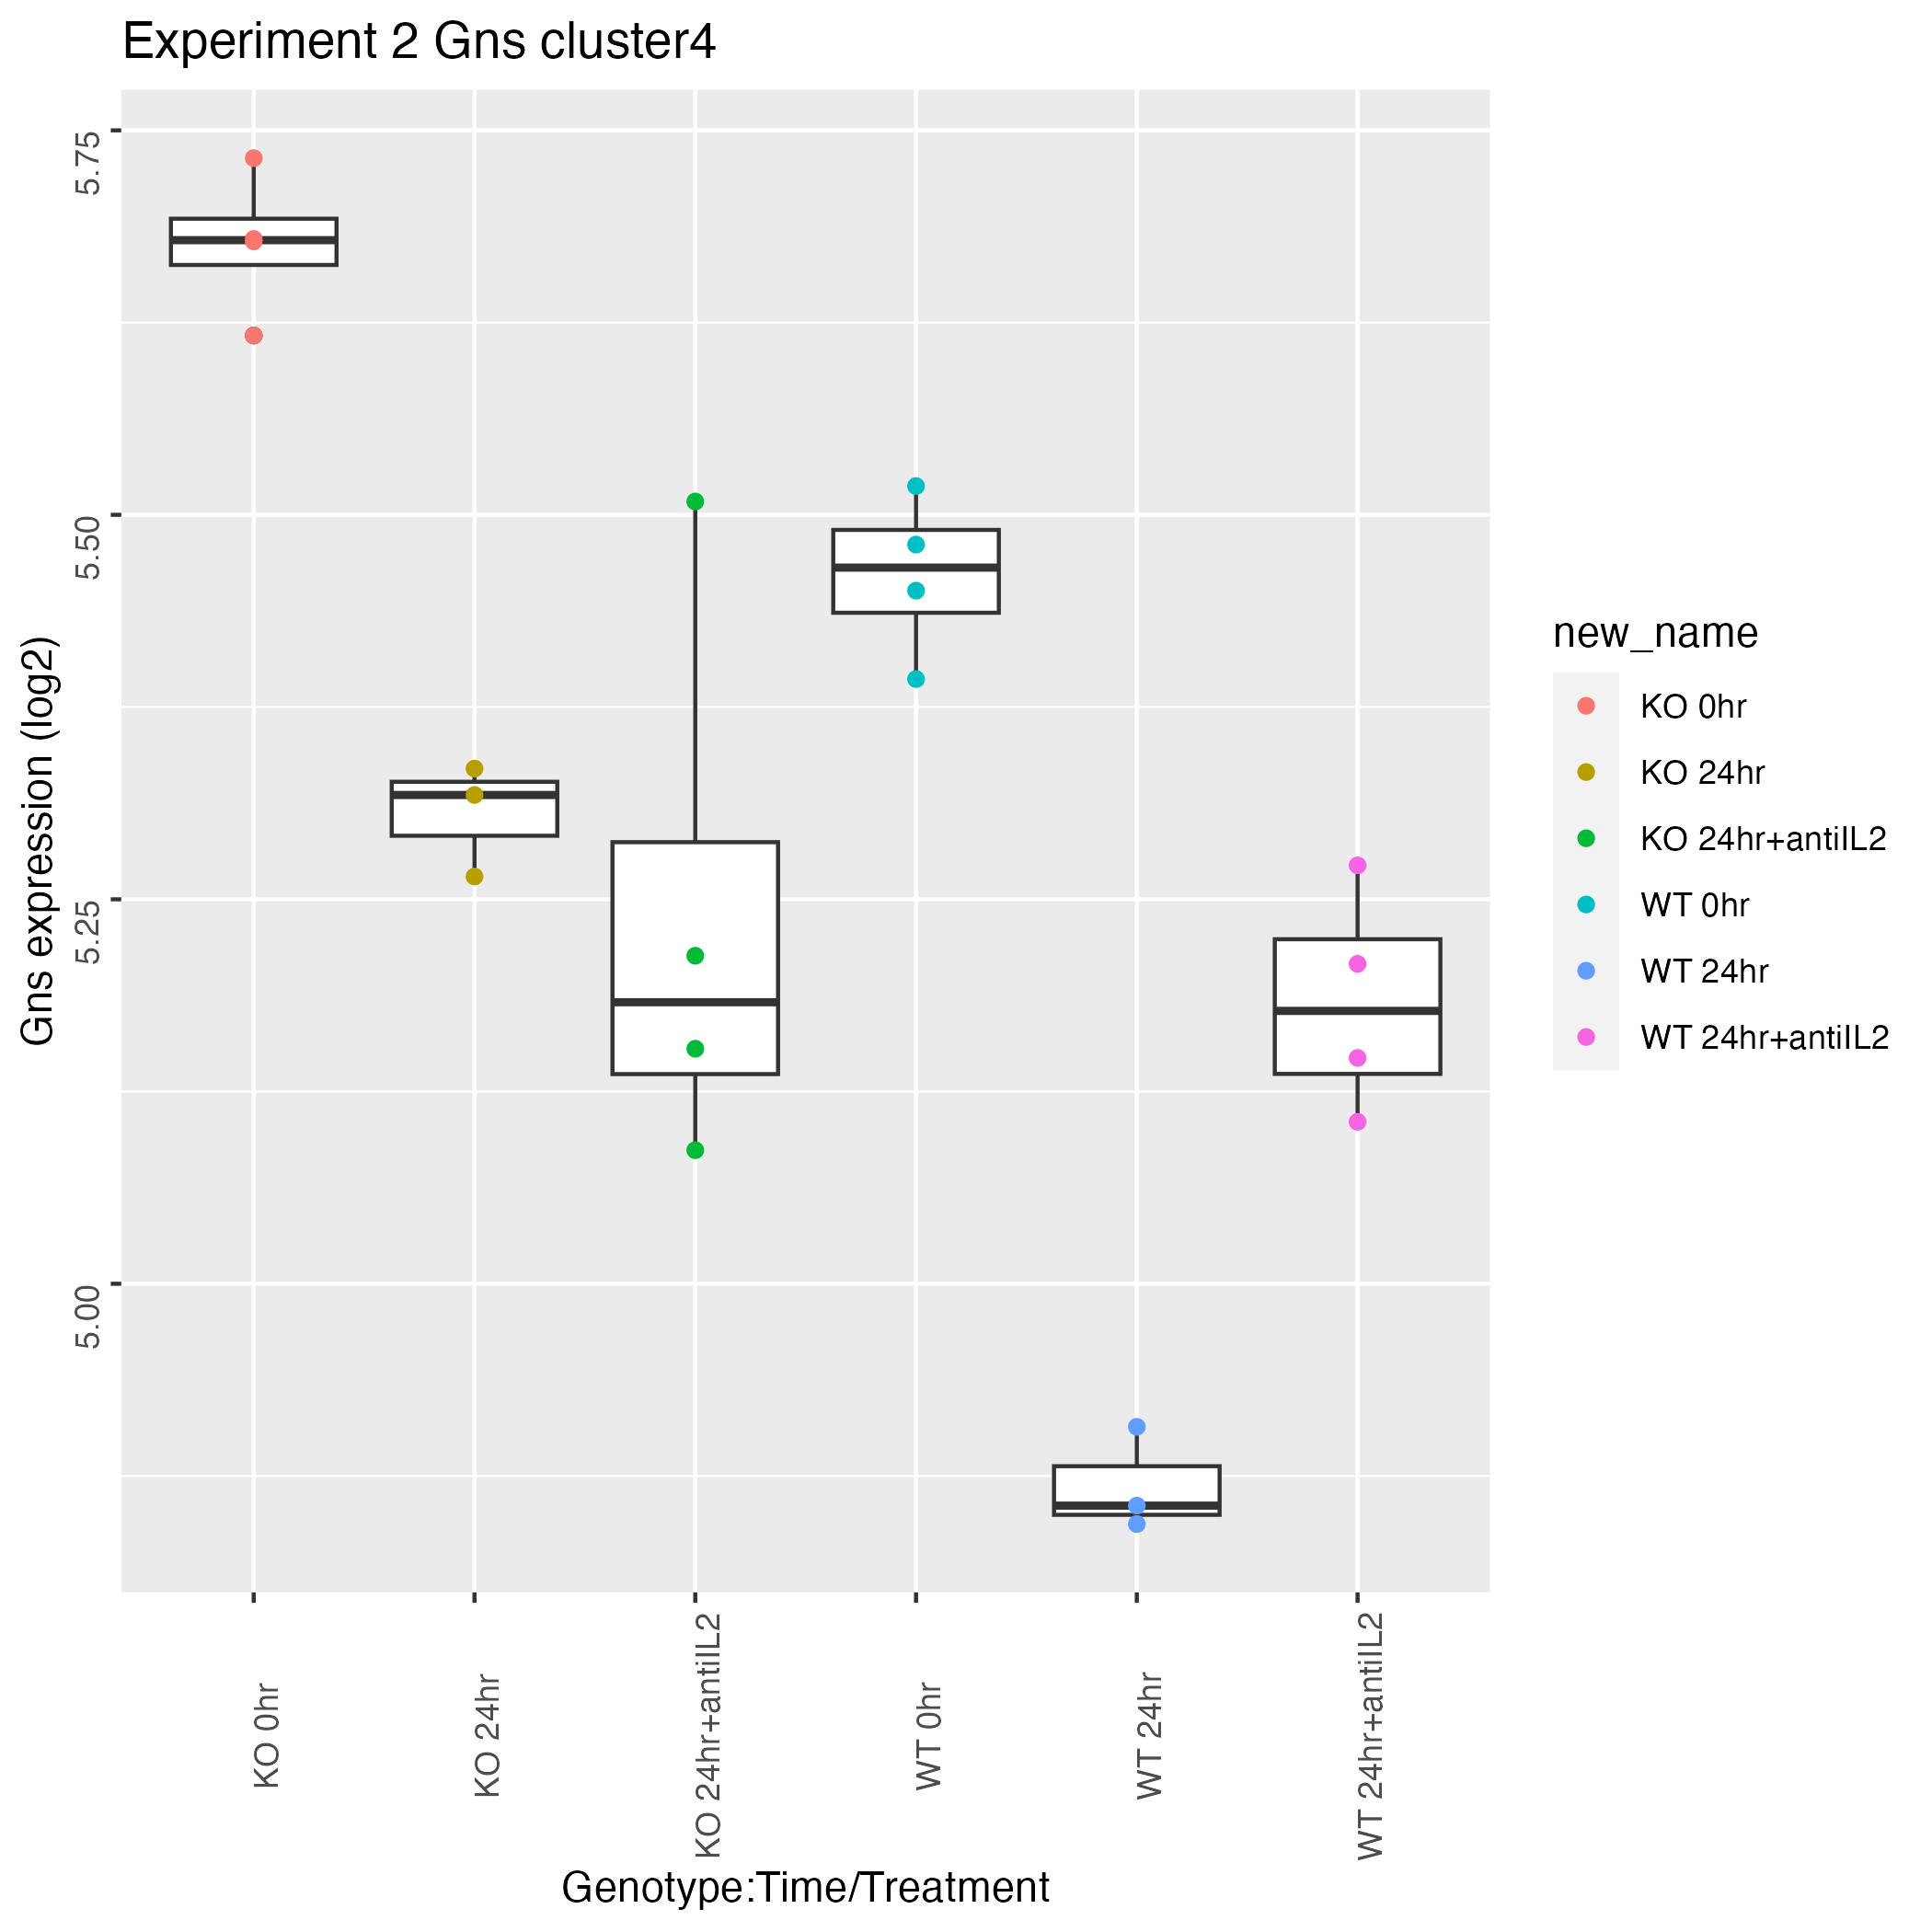 Experiment 2 Gns cluster4
Gns expression (log2)
5.75
5.50
5.25
5.00
KO 0hr
KO 24hr
KO 24hr+antiIL2
WT 0hr
WT 24hr
WT 24hr+antiIL2
Genotype:Time/Treatment
new_name
KO 0hr
KO 24hr
KO 24hr+antiIL2
WT 0hr
WT 24hr
WT 24hr+antiIL2